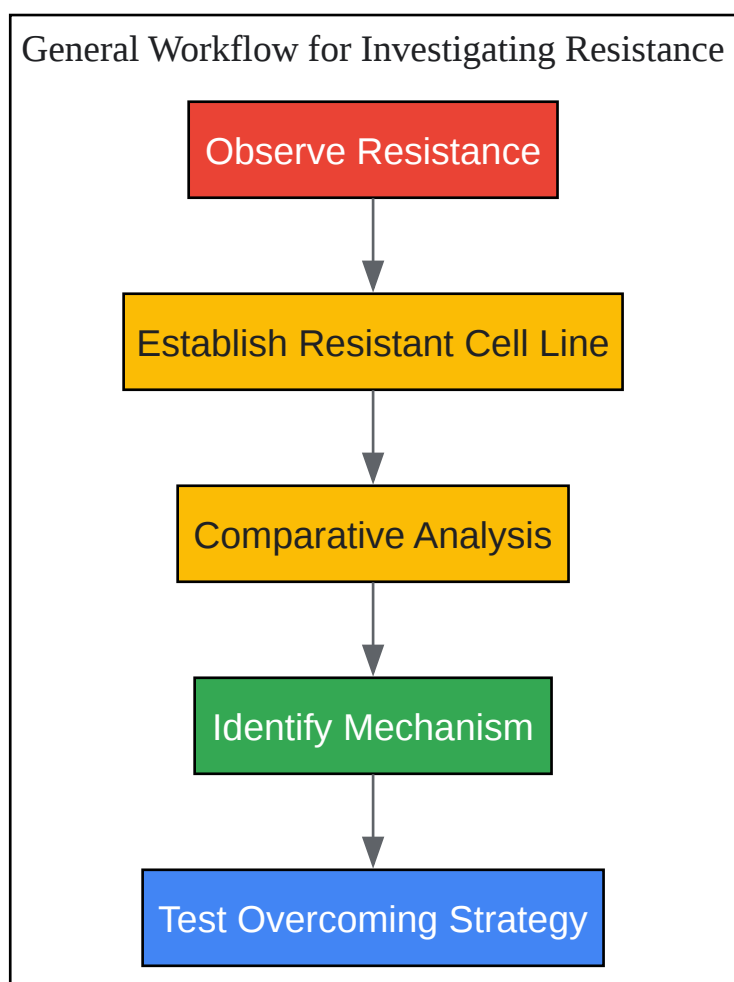 General Workflow for Investigating Resistance
Observe Resistance
Establish Resistant Cell Line
Comparative Analysis
Identify Mechanism
Test Overcoming Strategy